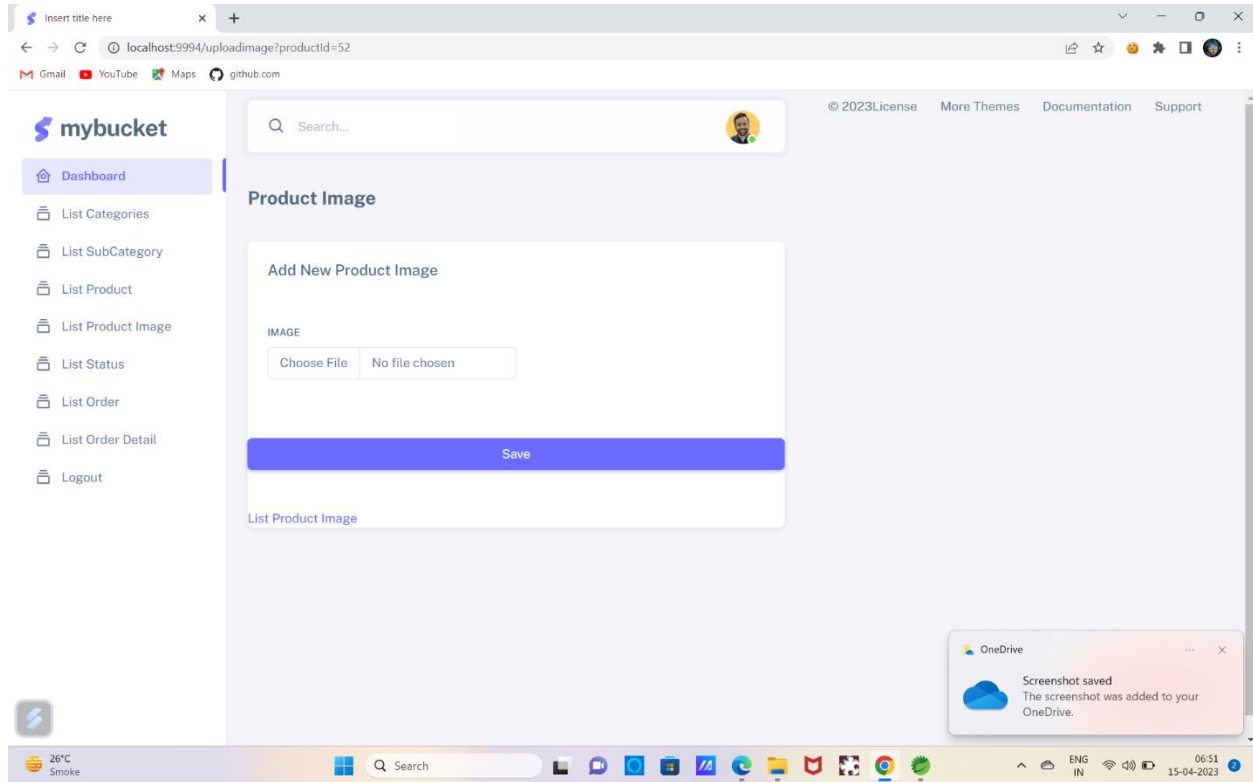 Insert title here
localhost:9994/uploadimage?productId=52
Gmail YouTube Maps github.com
mybucket
Dashboard
List Categories
List SubCategory
List Product
List Product Image
List Status
List Order
List Order Detail
Logout
Search...
© 2023License More Themes Documentation Support
Product Image
Add New Product Image
IMAGE
Choose File No file chosen
Save
List Product Image
OneDrive
Screenshot saved
The screenshot was added to your
OneDrive.
26°C
Smoke
Search
ENG
IN
06:51
15-04-2023
2